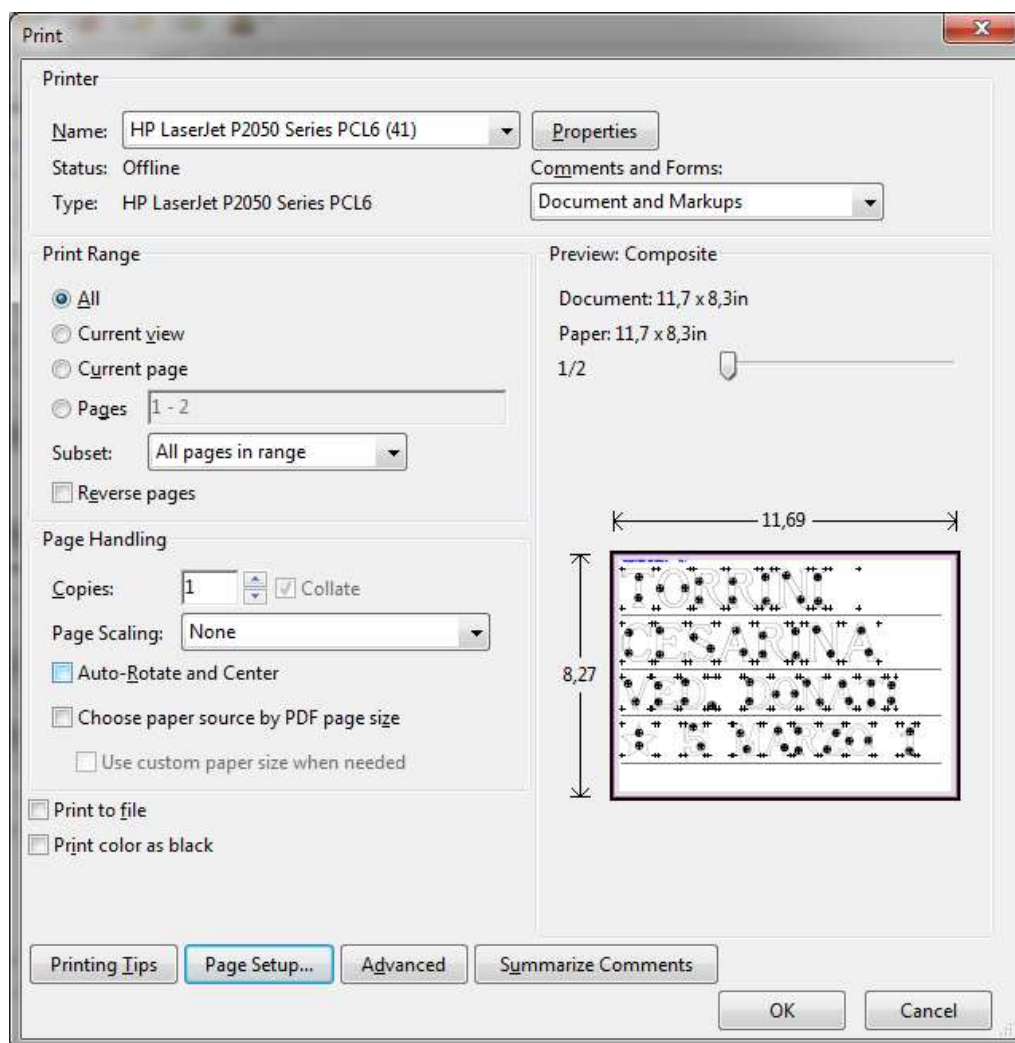 Print
Printer
Name: HP LaserJet P2050 Series PCL6 (41) Properties
Status: Offline Comments and Forms:
Type: HP LaserJet P2050 Series PCL6 Document and Markups
Print Range
All
Current view
Current page
Pages 1 - 2
Subset: All pages in range
Reverse pages
Page Handling
Copies: 1 Collate
Page Scaling: None
Auto-Rotate and Center
Choose paper source by PDF page size
Use custom paper size when needed
Print to file
Print color as black
Preview: Composite
Document: 11,7 x 8,3in
Paper: 11,7 x 8,3in
1/2
11,69
8,27
TORRINI
CESARINA
VED. DONATI
5 MARZO 1
Printing Tips Page Setup... Advanced Summarize Comments
OK Cancel